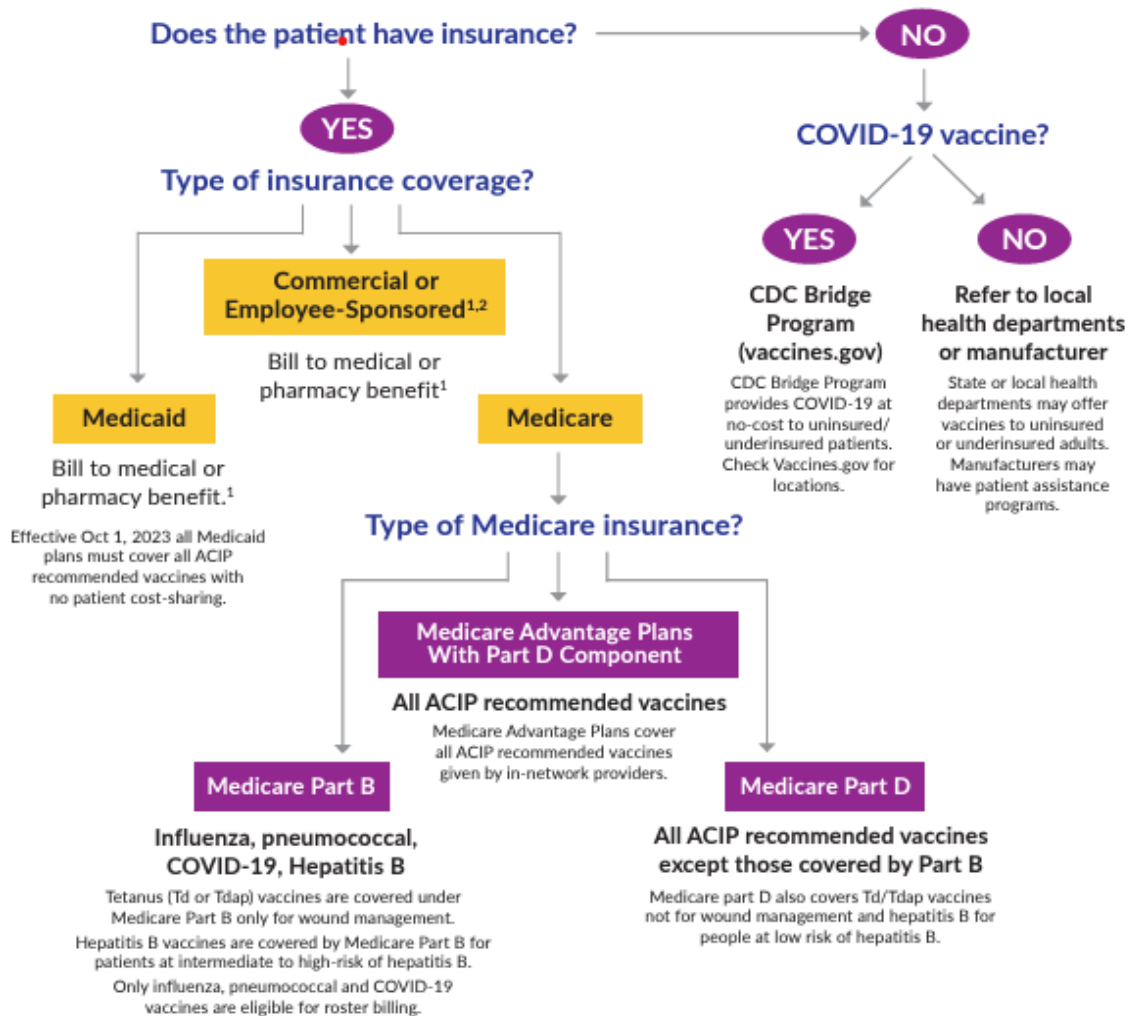 Does the patient have insurance?
NO
YES
COVID-19 vaccine?
Type of insurance coverage?
YES
NO
Commercial or
Employee-Sponsored1,2
Bill to medical or
pharmacy benefit1
CDC Bridge
Program
(vaccines.gov)
CDC Bridge Program
provides COVID-19 at
no-cost to uninsured/
underinsured patients.
Check Vaccines.gov for
locations.
Refer to local
health departments
or manufacturer
State or local health
departments may offer
vaccines to uninsured
or underinsured adults.
Manufacturers may
have patient assistance
programs.
Medicaid
Bill to medical or
pharmacy benefit.1
Effective Oct 1, 2023 all Medicaid
plans must cover all ACIP
recommended vaccines with
no patient cost-sharing.
Medicare
Type of Medicare insurance?
Medicare Advantage Plans
With Part D Component
All ACIP recommended vaccines
Medicare Advantage Plans cover
all ACIP recommended vaccines
given by in-network providers.
Medicare Part B
Influenza, pneumococcal,
COVID-19, Hepatitis B
Tetanus (Td or Tdap) vaccines are covered under
Medicare Part B only for wound management.
Hepatitis B vaccines are covered by Medicare Part B for
patients at intermediate to high-risk of hepatitis B.
Only influenza, pneumococcal and COVID-19
vaccines are eligible for roster billing.
Medicare Part D
All ACIP recommended vaccines
except those covered by Part B
Medicare part D also covers Td/Tdap vaccines
not for wound management and hepatitis B for
people at low risk of hepatitis B.